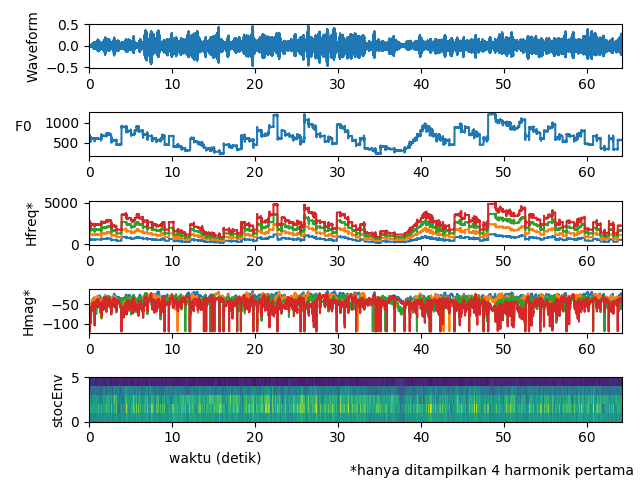 Waveform
0.5
0.0
−0.5
0 10 20 30 40 50 60
F0
1000
500
0 10 20 30 40 50 60
Hfreq*
5000
0
0 10 20 30 40 50 60
Hmag*
−50
−100
0 10 20 30 40 50 60
stocEnv
5
0
0 10 20 30 40 50 60
waktu (detik)
*hanya ditampilkan 4 harmonik pertama